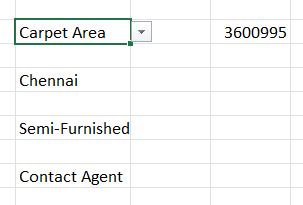 Carpet Area 3600995
Chennai
Semi-Furnished
Contact Agent